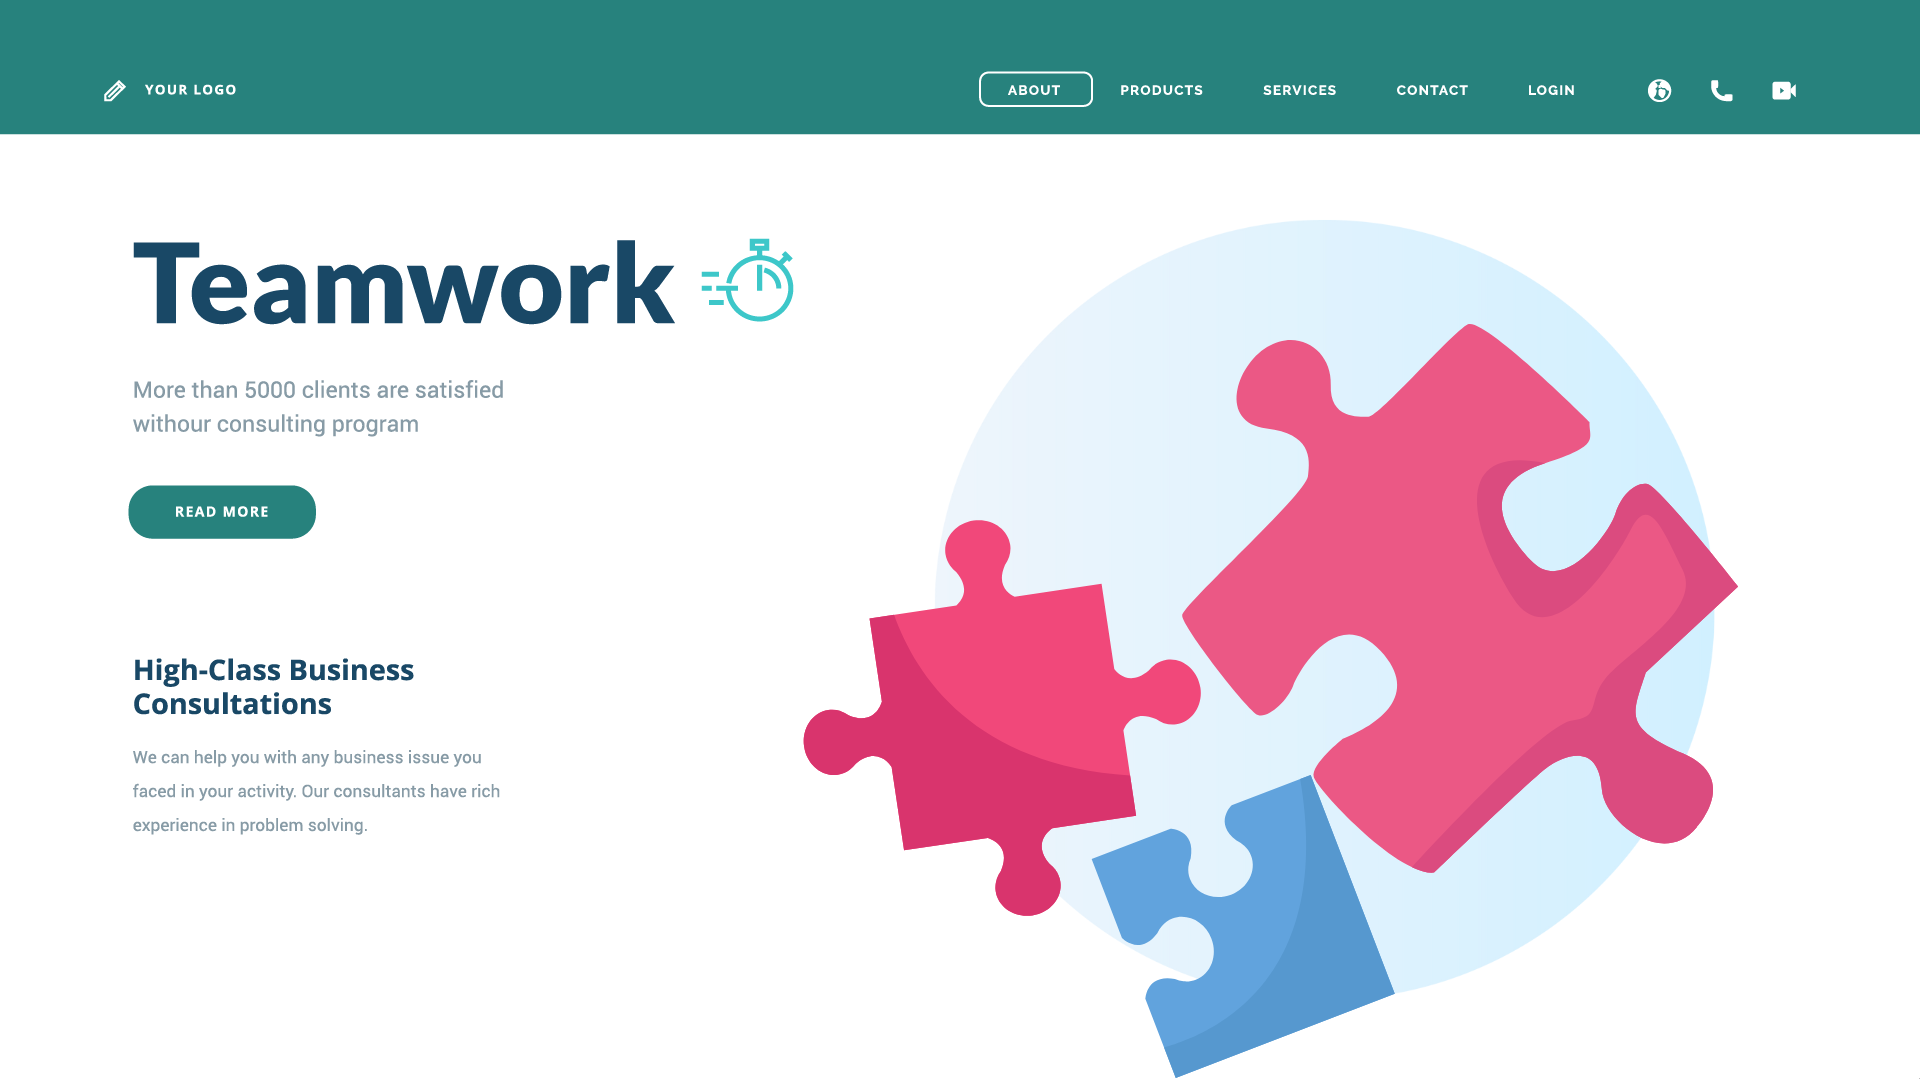 YOUR LOGO
ABOUT PRODUCTS SERVICES CONTACT LOGIN
Teamwork
More than 5000 clients are satisfied
withour consulting program
READ MORE
High-Class Business
Consultations
We can help you with any business issue you
faced in your activity. Our consultants have rich
experience in problem solving.